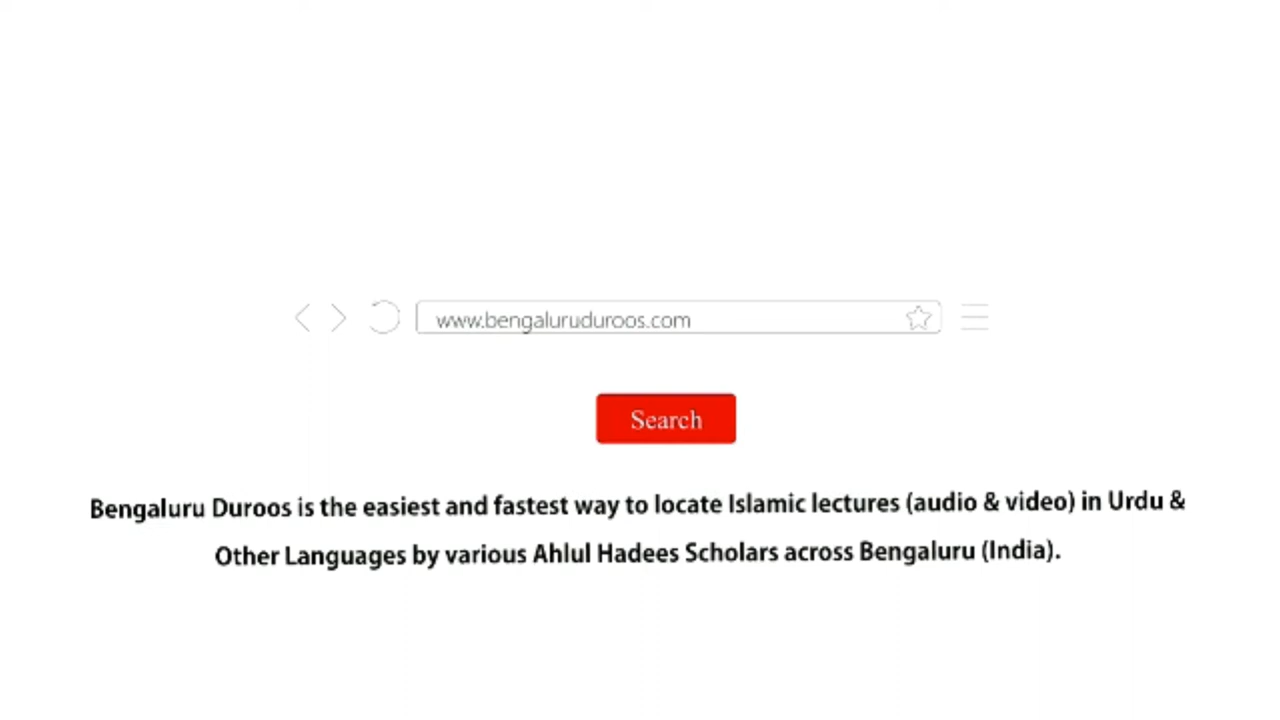 www.bengaluruduroos.com
Search
Bengaluru Duroos is the easiest and fastest way to locate Islamic lectures (audio & video) in Urdu &
Other Languages by various Ahlul Hadees Scholars across Bengaluru (India).